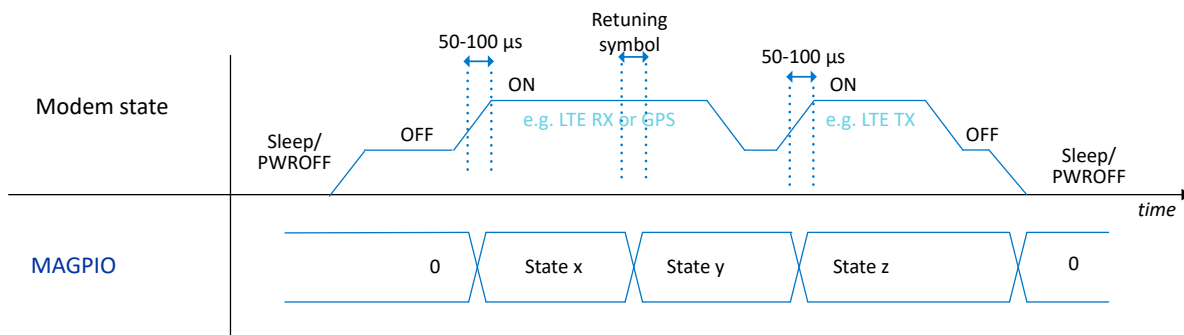 Retuning
symbol
50-100 µs
50-100 µs
ON
ON
Modem state
e.g. LTE RX or GPS
e.g. LTE TX
OFF
OFF
Sleep/
PWROFF
Sleep/
PWROFF
time
MAGPIO
0
State x
State y
State z
0